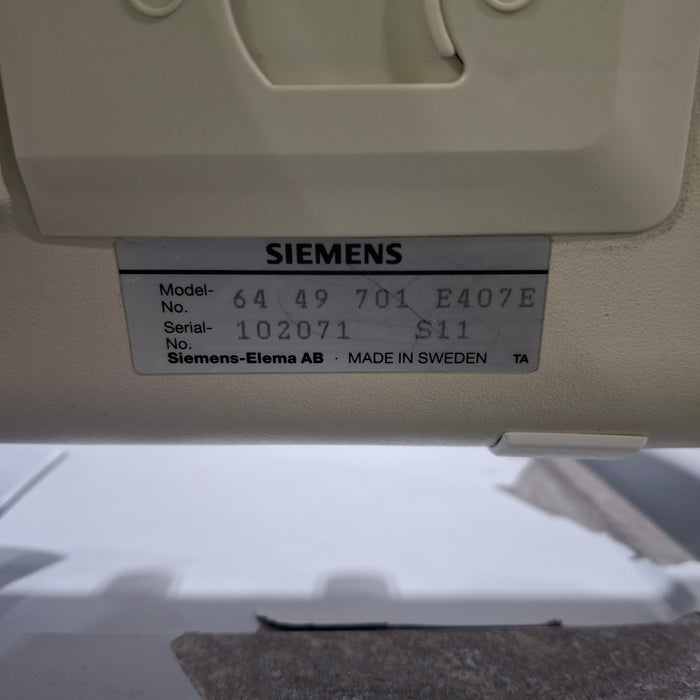 SIEMENS
Model-No. 64 49 701 E407E
Serial-No. 102071 S11
Siemens-Elema AB · MADE IN SWEDEN TA